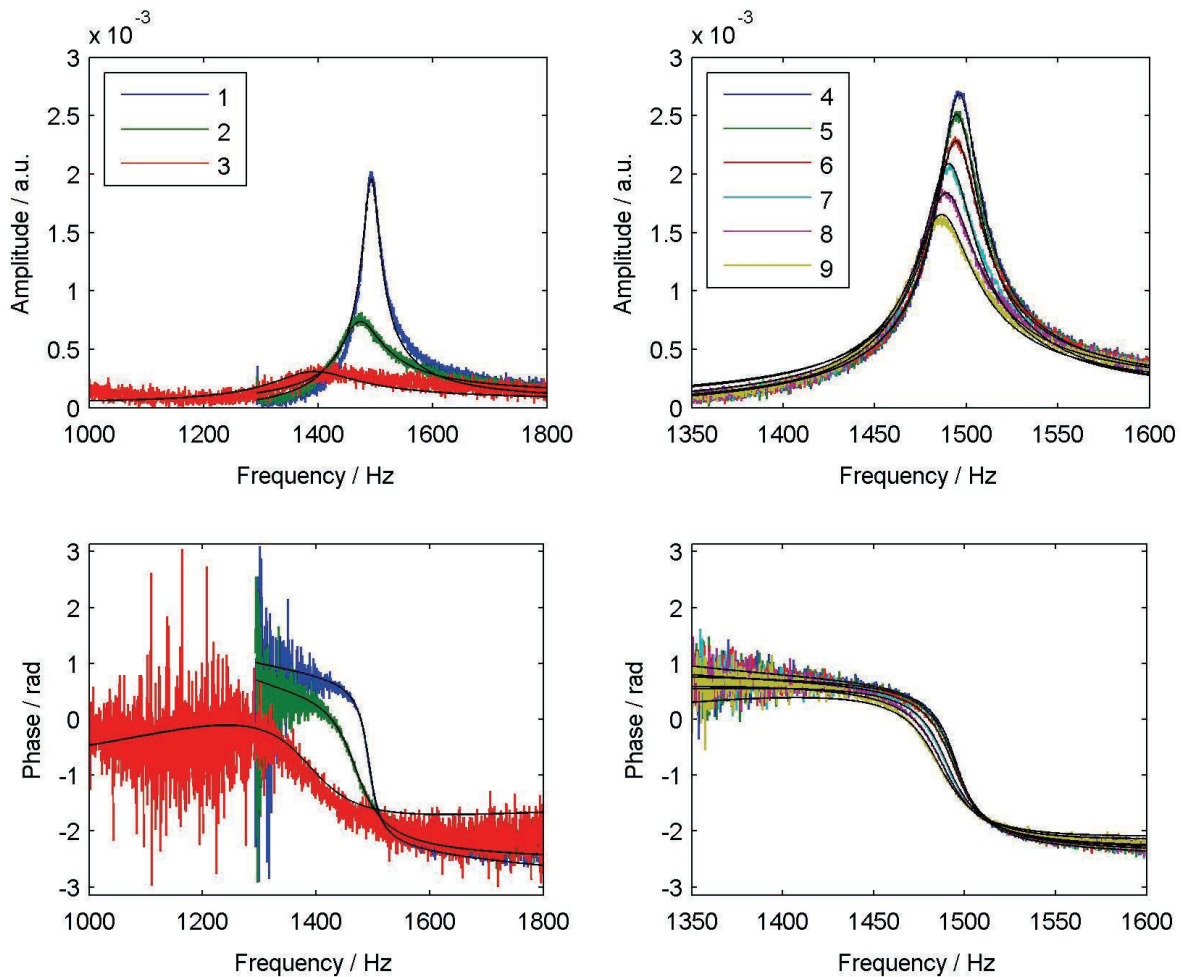 x 10⁻³
3
2.5
2
1.5
1
0.5
0
Amplitude / a.u.
1
2
3
1000 1200 1400 1600 1800
Frequency / Hz
x 10⁻³
3
2.5
2
1.5
1
0.5
0
Amplitude / a.u.
4
5
6
7
8
9
1350 1400 1450 1500 1550 1600
Frequency / Hz
3
2
1
0
-1
-2
-3
Phase / rad
1000 1200 1400 1600 1800
Frequency / Hz
3
2
1
0
-1
-2
-3
Phase / rad
1350 1400 1450 1500 1550 1600
Frequency / Hz